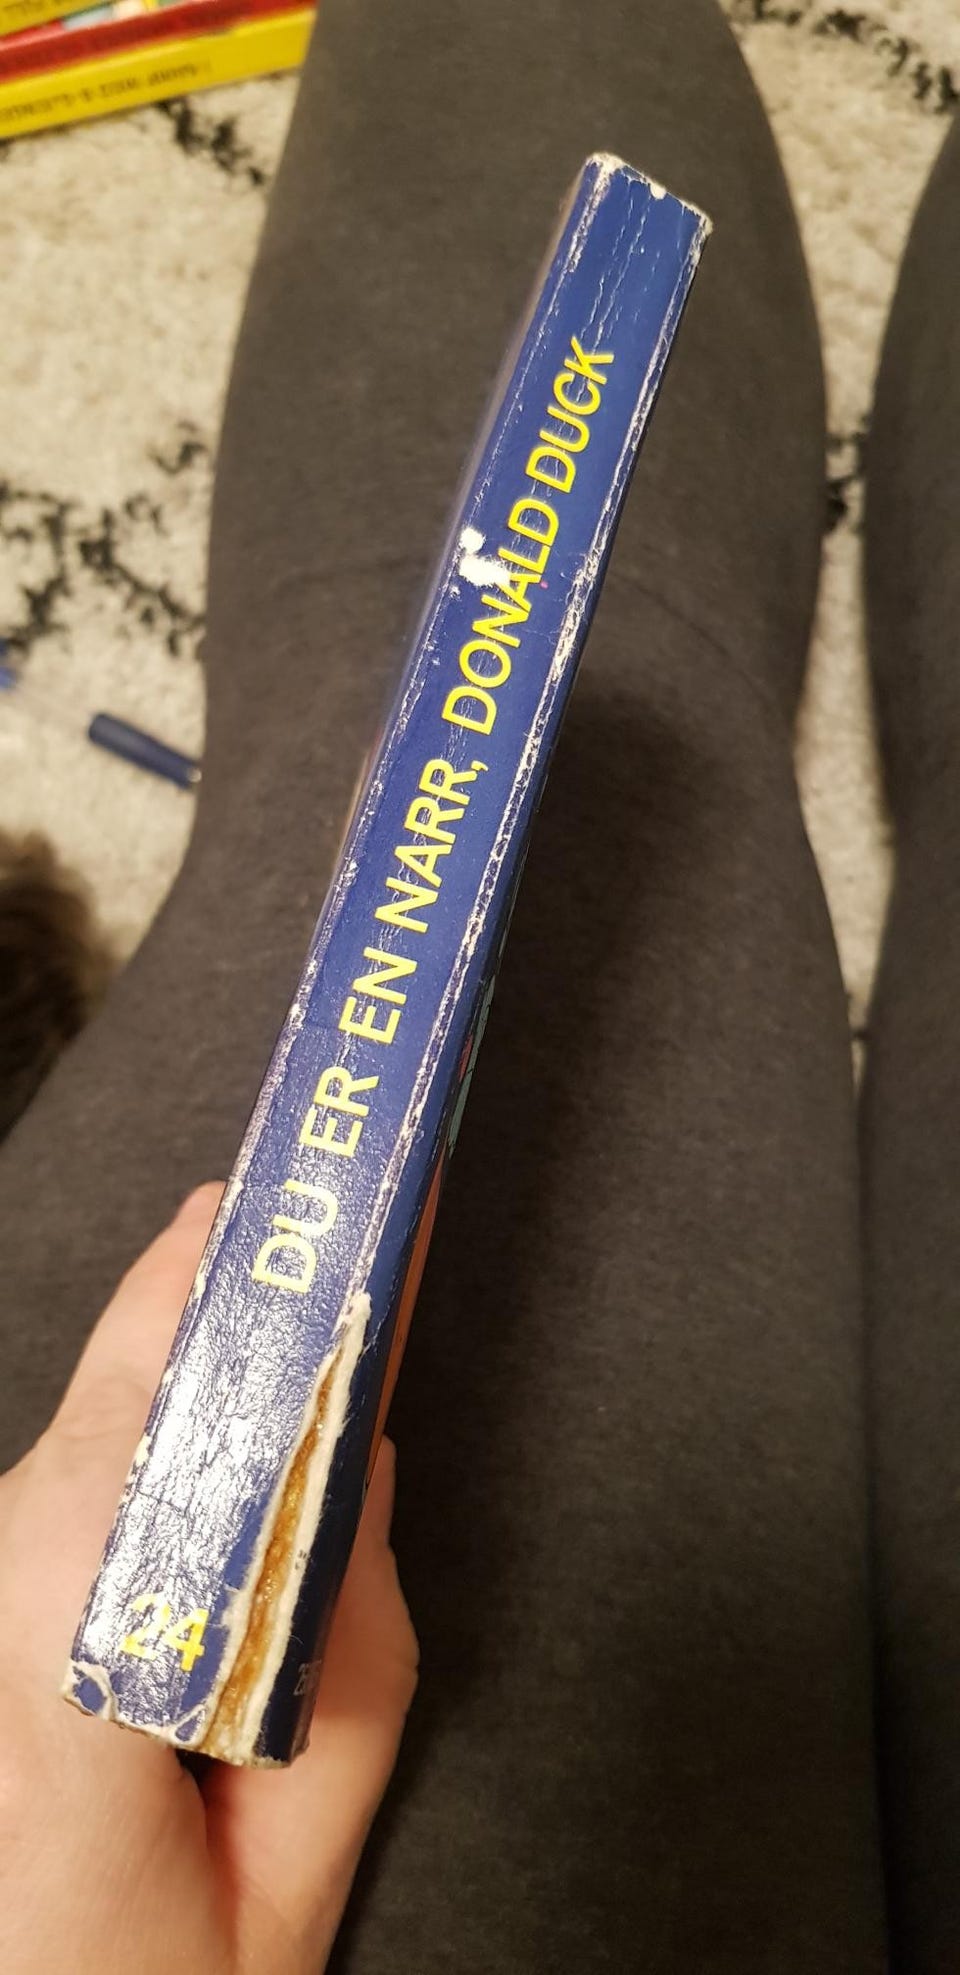 DU ER EN NARR, DONALD DUCK
24